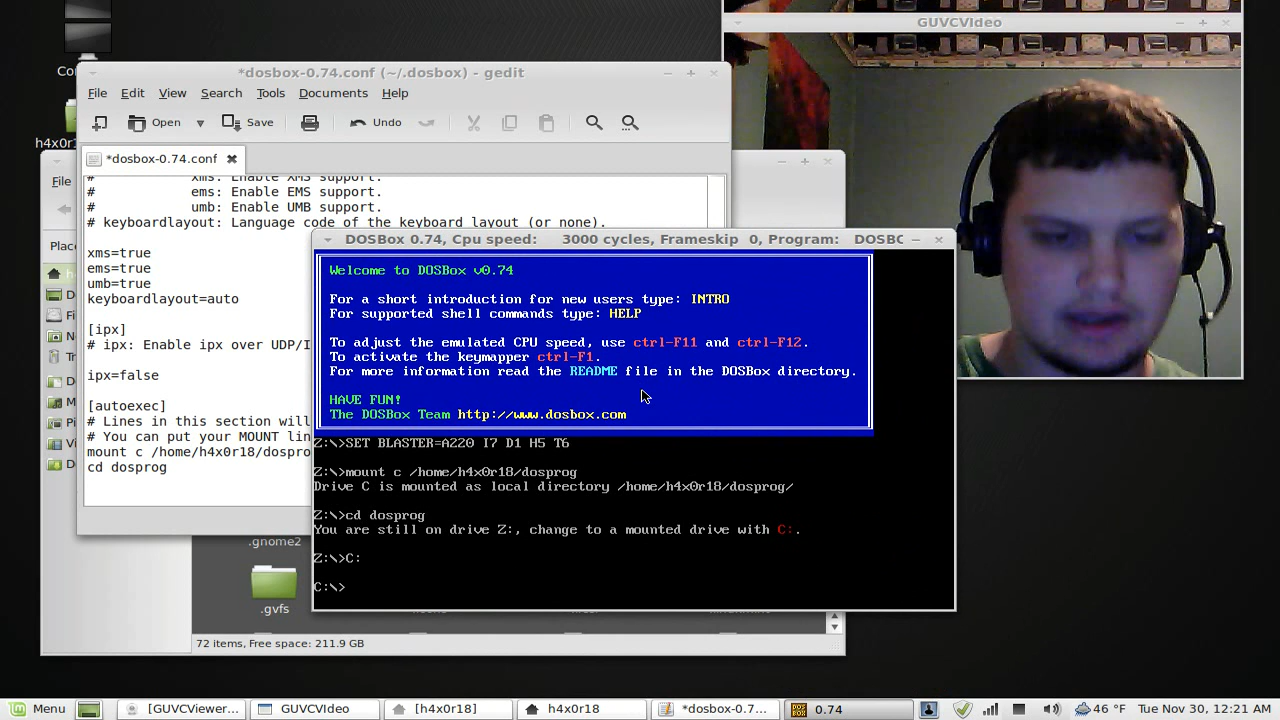 GUVCVIdeo
*dosbox-0.74.conf (~/.dosbox) - gedit
File Edit View Search Tools Documents Help
Open Save Undo
*dosbox-0.74.conf
# xms: Enable XMS support.
# ems: Enable EMS support.
# umb: Enable UMB support.
# keyboardlayout: Language code of the keyboard layout (or none).
xms=true
ems=true
umb=true
keyboardlayout=auto
[ipx]
# ipx: Enable ipx over UDP/I
ipx=false
[autoexec]
# Lines in this section will
# You can put your MOUNT lin
mount c /home/h4x0r18/dospro
cd dosprog
File
Plac
DOSBox 0.74, Cpu speed: 3000 cycles, Frameskip 0, Program: DOSBO
Welcome to DOSBox v0.74
For a short introduction for new users type: INTRO
For supported shell commands type: HELP
To adjust the emulated CPU speed, use ctrl-F11 and ctrl-F12.
To activate the keymapper ctrl-F1.
For more information read the README file in the DOSBox directory.
HAVE FUN!
The DOSBox Team http://www.dosbox.com
Z:\>SET BLASTER=A220 I7 D1 H5 T6
Z:\>mount c /home/h4x0r18/dosprog
Drive C is mounted as local directory /home/h4x0r18/dosprog/
Z:\>cd dosprog
You are still on drive Z:, change to a mounted drive with C:.
Z:\>C:
C:\>
.gnome2
.gvfs
72 items, Free space: 211.9 GB
Menu [GUVCViewer... GUVCVIdeo [h4x0r18] h4x0r18 *dosbox-0.7... 0.74 46 °F Tue Nov 30, 12:21 AM